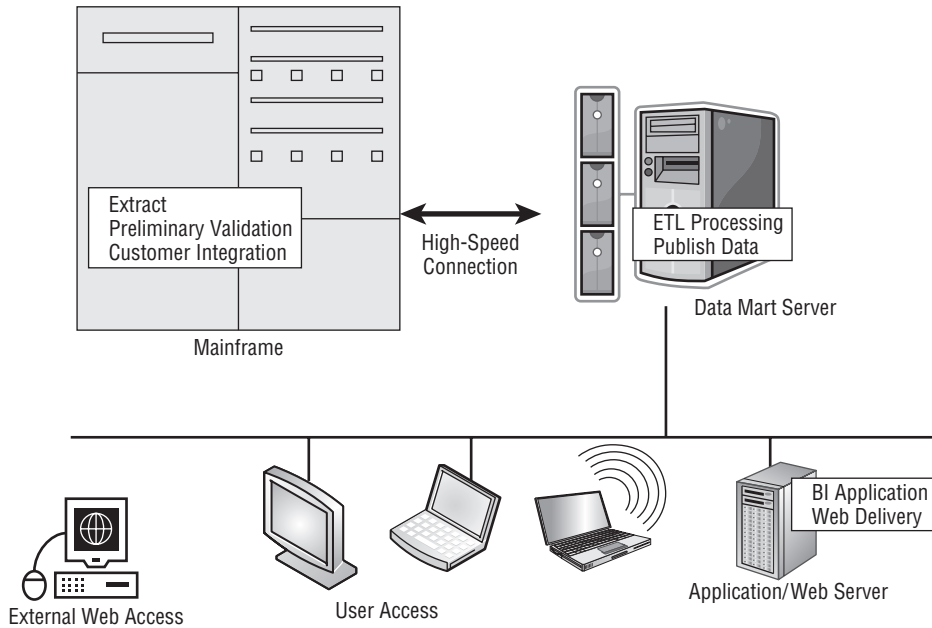 Extract
Preliminary Validation
Customer Integration
Mainframe
High-Speed
Connection
ETL Processing
Publish Data
Data Mart Server
External Web Access
User Access
BI Application
Web Delivery
Application/Web Server